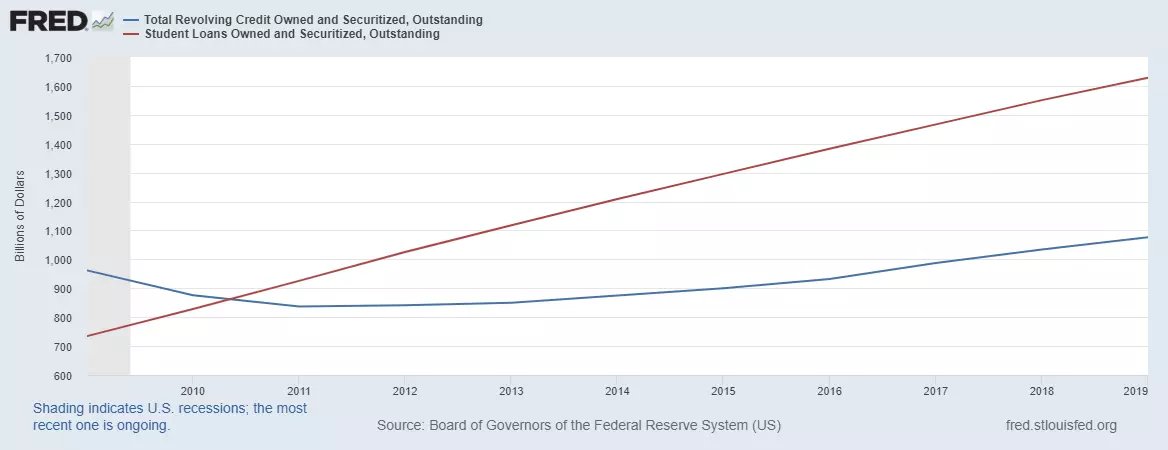 FRED
Total Revolving Credit Owned and Securitized, Outstanding
Student Loans Owned and Securitized, Outstanding
Billions of Dollars
1,700
1,600
1,500
1,400
1,300
1,200
1,100
1,000
900
800
700
600
2010 2011 2012 2013 2014 2015 2016 2017 2018 2019
Shading indicates U.S. recessions; the most
recent one is ongoing.
Source: Board of Governors of the Federal Reserve System (US)
fred.stlouisfed.org